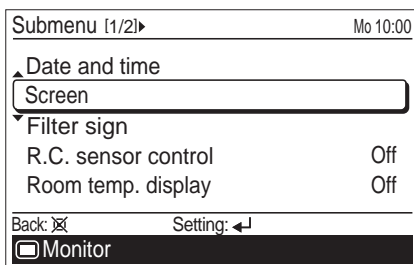 Submenu [1/2] Mo 10:00
Date and time
Screen
Filter sign
R.C. sensor control Off
Room temp. display Off
Back: Setting:
Monitor